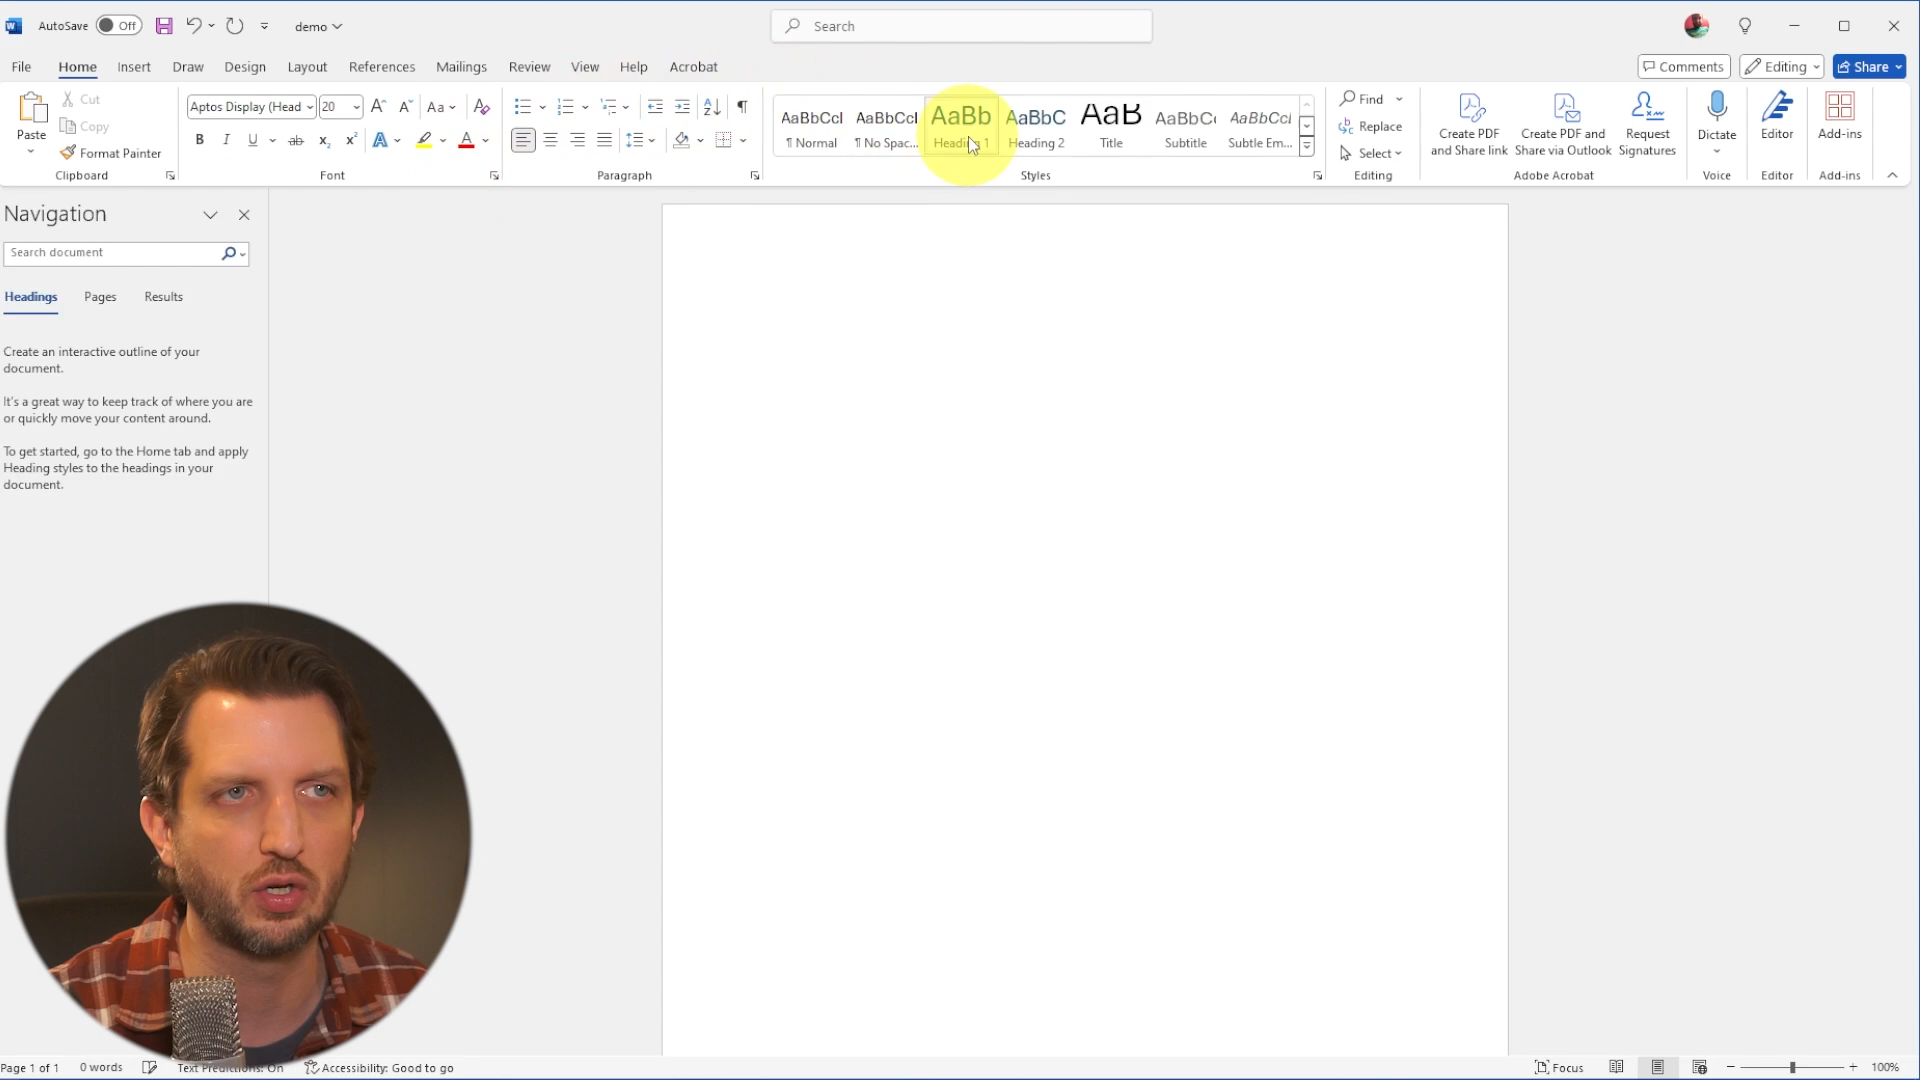 AutoSave Off demo Search
File Home Insert Draw Design Layout References Mailings Review View Help Acrobat Comments Editing Share
Paste
Cut
Copy
Format Painter
Clipboard
Aptos Display (Head 20
Font
Paragraph
AaBbCcI AaBbCcI AaBb AaBbC AaB AaBbC AaBbCcI
¶ Normal ¶ No Spac... Heading 1 Heading 2 Title Subtitle Subtle Em...
Styles
Find
Replace
Select
Editing
Create PDF
and Share link
Create PDF and
Share via Outlook
Request
Signatures
Adobe Acrobat
Dictate
Voice
Editor
Editor
Add-ins
Add-ins
Navigation
Search document
Headings Pages Results
Create an interactive outline of your
document.
It's a great way to keep track of where you are
or quickly move your content around.
To get started, go to the Home tab and apply
Heading styles to the headings in your
document.
Page 1 of 1 0 words Text Predictions: On Accessibility: Good to go Focus 100%